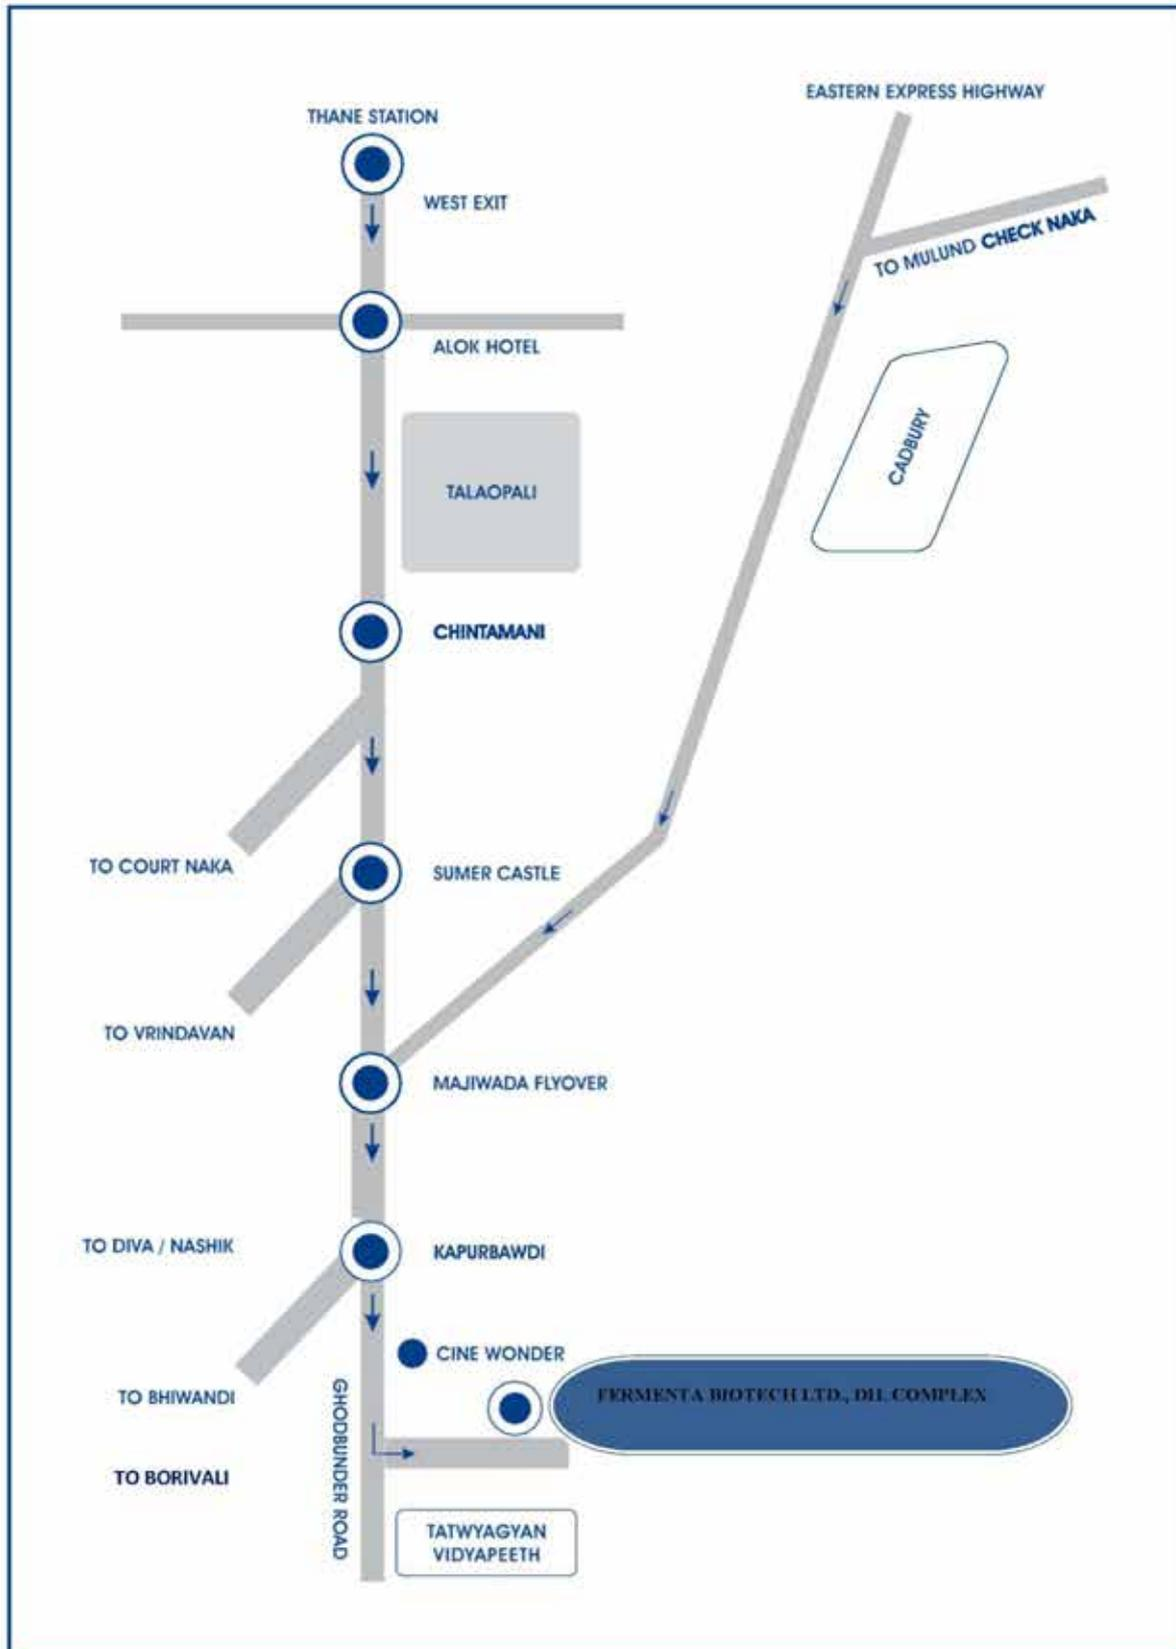 EASTERN EXPRESS HIGHWAY
THANE STATION
WEST EXIT
TO MULUND CHECK NAKA
ALOK HOTEL
CADBURY
TALAOPALI
CHINTAMANI
TO COURT NAKA
SUMER CASTLE
TO VRINDAVAN
MAJIWADA FLYOVER
TO DIVA / NASHIK
KAPURBAWDI
CINE WONDER
FERMENTA BIOTECH LTD., DIL COMPLEX
TO BHIWANDI
GHODBUNDER ROAD
TO BORIVALI
TATWYAGYAN
VIDYAPEETH